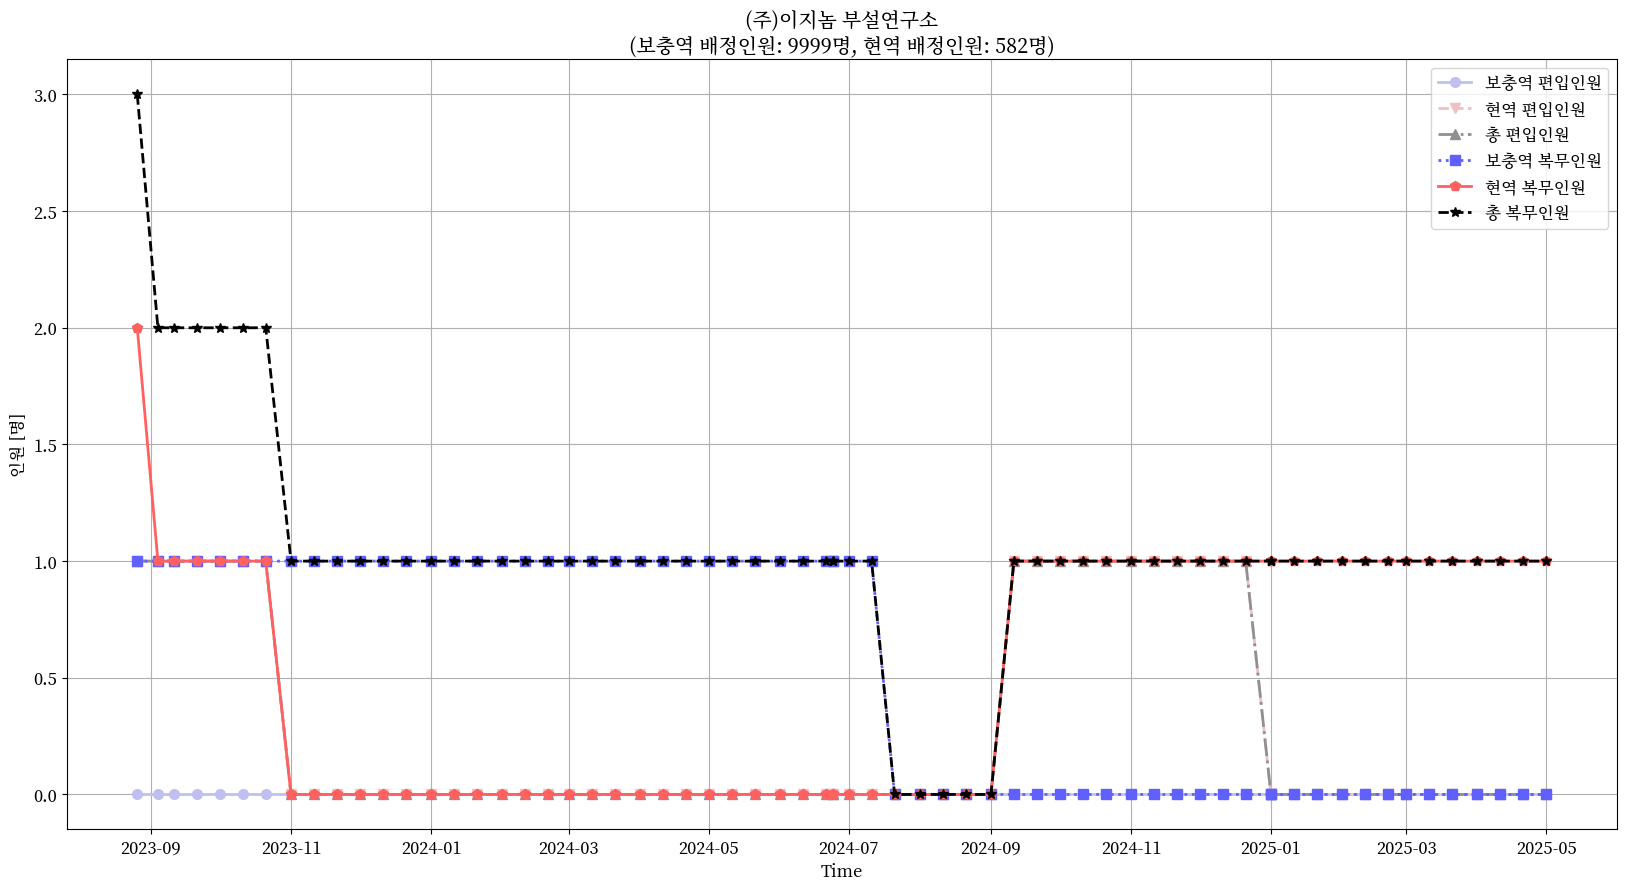 (주)이지놈 부설연구소
(보충역 배정인원: 9999명, 현역 배정인원: 582명)
보충역 편입인원
현역 편입인원
총 편입인원
보충역 복무인원
현역 복무인원
총 복무인원
인원 [명]
3.0
2.5
2.0
1.5
1.0
0.5
0.0
2023-09 2023-11 2024-01 2024-03 2024-05 2024-07 2024-09 2024-11 2025-01 2025-03 2025-05
Time